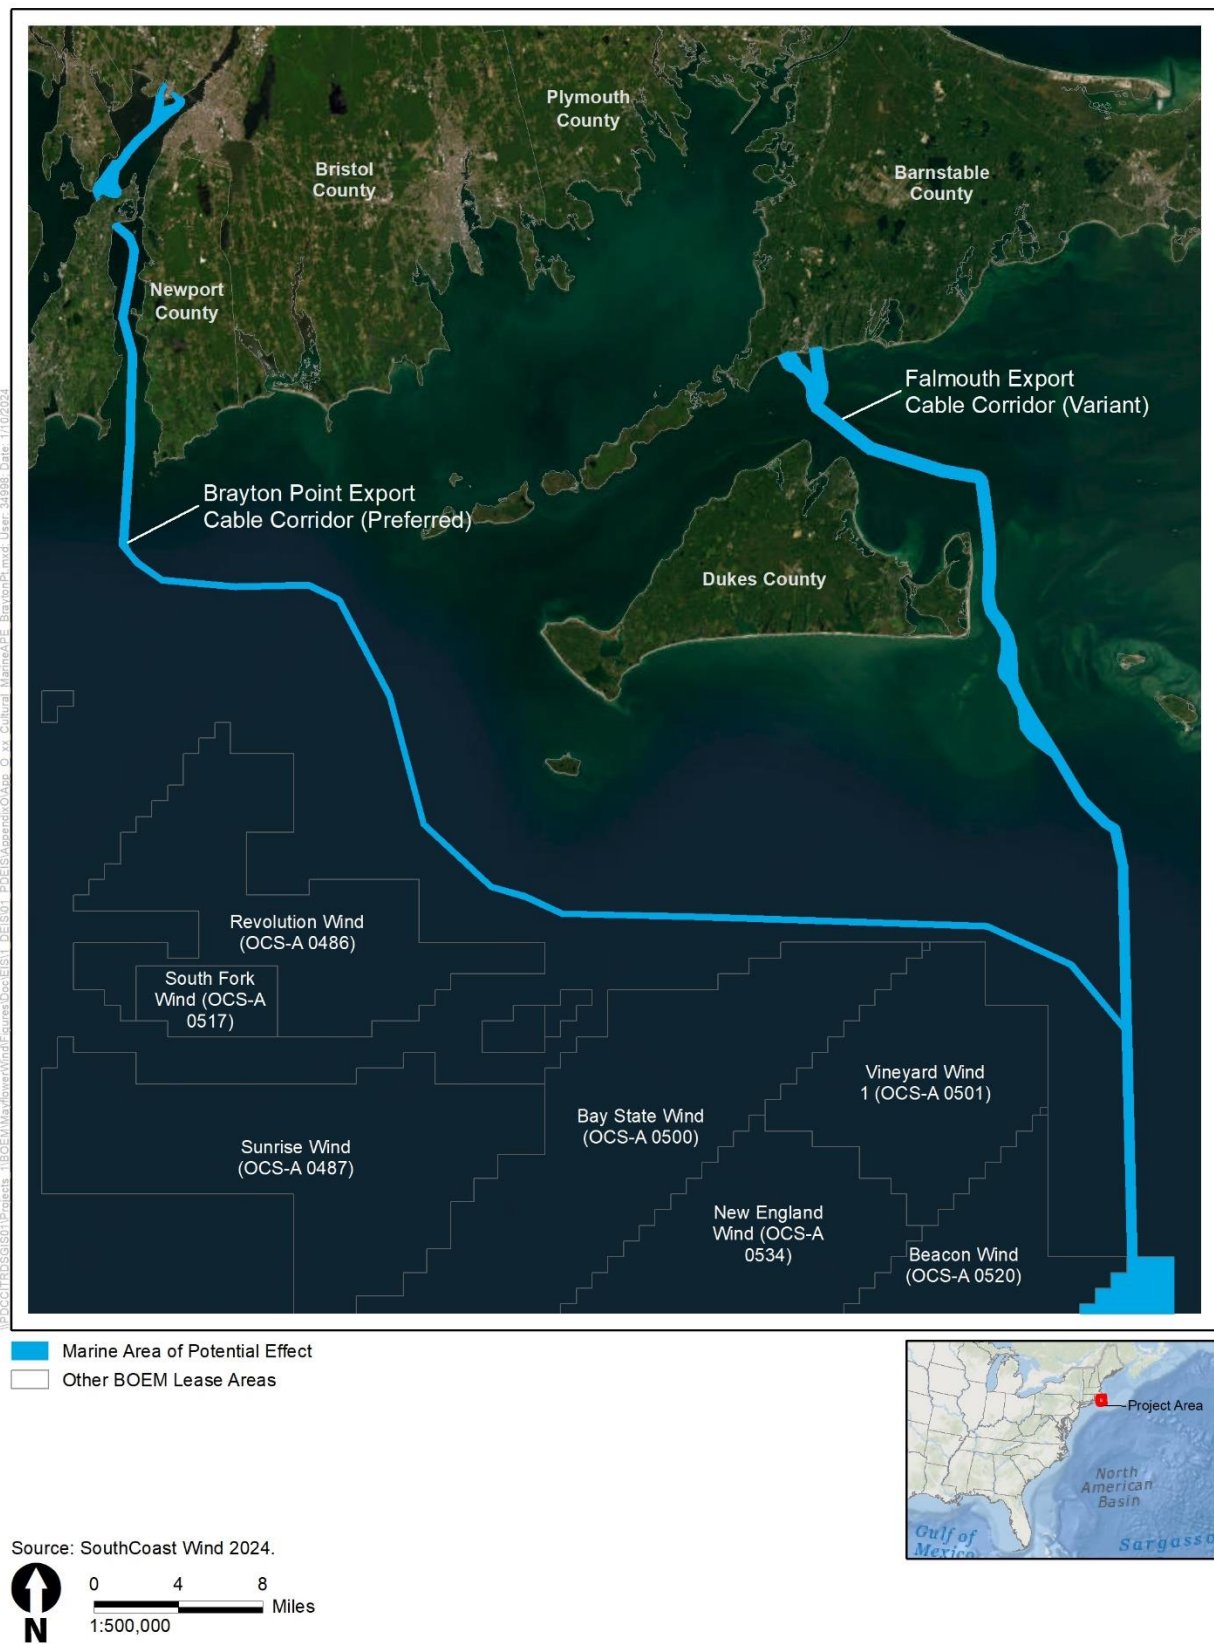 Plymouth
County
Bristol
County
Barnstable
County
Newport
County
Falmouth Export
Cable Corridor (Variant)
Brayton Point Export
Cable Corridor (Preferred)
Dukes County
Revolution Wind
(OCS-A 0486)
South Fork
Wind (OCS-A
0517)
Vineyard Wind
1 (OCS-A 0501)
Bay State Wind
(OCS-A 0500)
Sunrise Wind
(OCS-A 0487)
New England
Wind (OCS-A
0534)
Beacon Wind
(OCS-A 0520)
Marine Area of Potential Effect
Other BOEM Lease Areas
Project Area
North
American
Basin
Gulf of
Mexico
Sargasso
Source: SouthCoast Wind 2024.
0 4 8
Miles
1:500,000
N